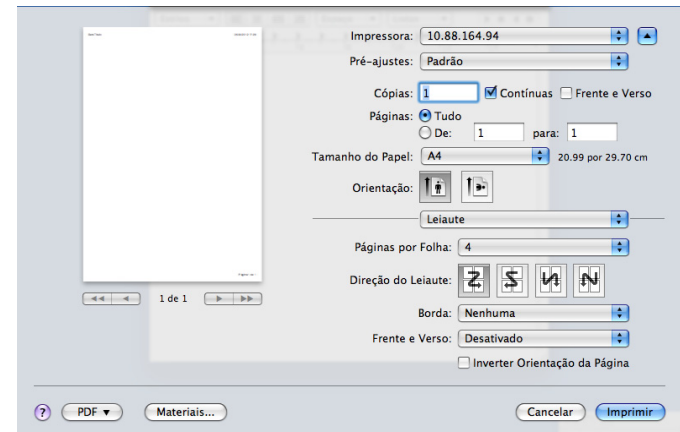 Impressora: 10.88.164.94
Pré-ajustes: Padrão
Cópias: 1 Contínuas Frente e Verso
Páginas: Tudo
De: 1 para: 1
Tamanho do Papel: A4 20.99 por 29.70 cm
Orientação:
Leiaute
Páginas por Folha: 4
Direção do Leiaute:
Borda: Nenhuma
Frente e Verso: Desativado
Inverter Orientação da Página
1 de 1
? PDF Materiais... Cancelar Imprimir